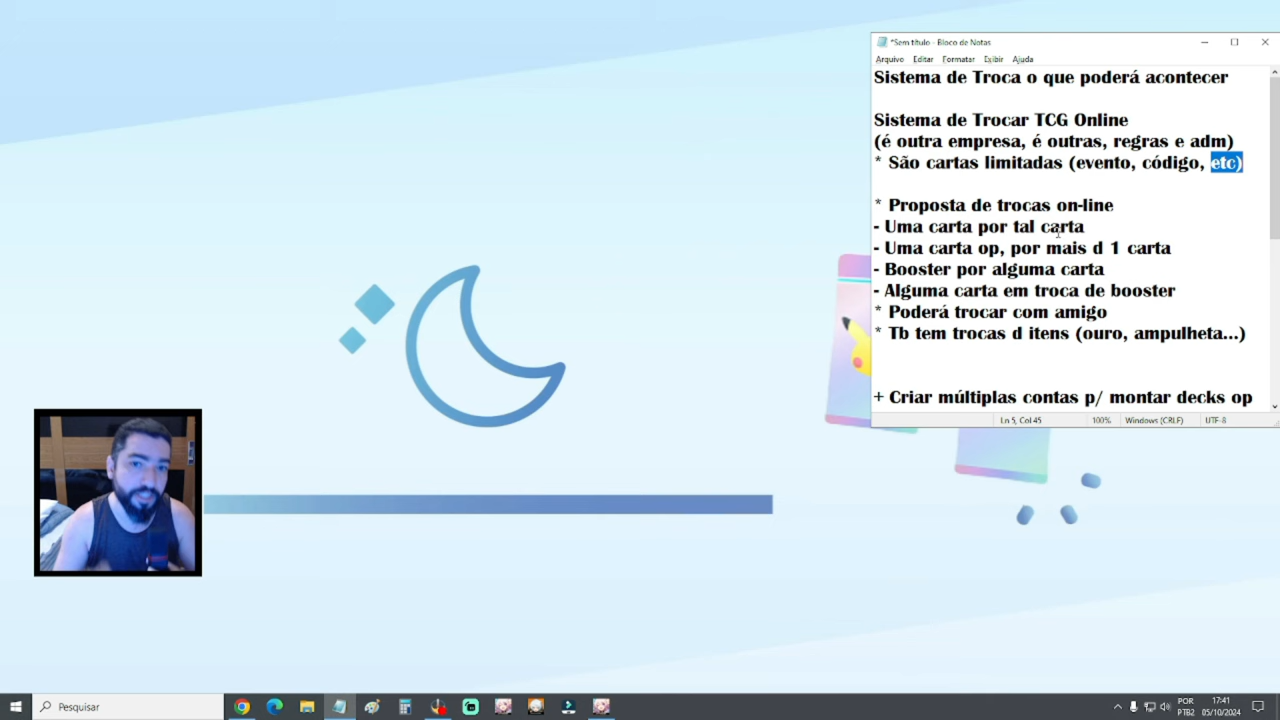 *Sem título - Bloco de Notas
Arquivo Editar Formatar Exibir Ajuda
Sistema de Troca o que poderá acontecer
Sistema de Trocar TCG Online
(é outra empresa, é outras, regras e adm)
* São cartas limitadas (evento, código, etc)
* Proposta de trocas on-line
- Uma carta por tal carta
- Uma carta op, por mais d 1 carta
- Booster por alguma carta
- Alguma carta em troca de booster
* Poderá trocar com amigo
* Tb tem trocas d itens (ouro, ampulheta...)
+ Criar múltiplas contas p/ montar decks op
Ln 5, Col 45 100% Windows (CRLF) UTF-8
Pesquisar
POR 17:41
PTB2 05/10/2024